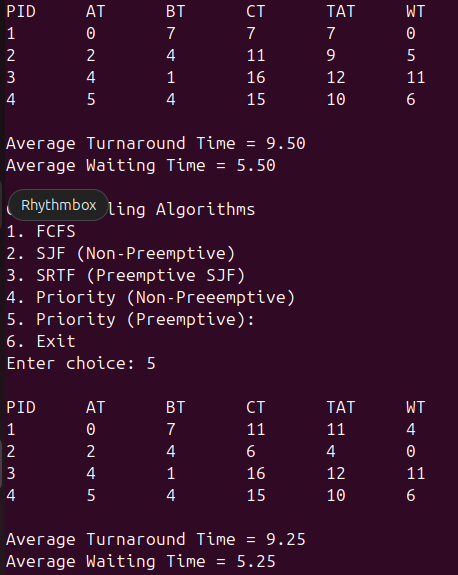 PID AT BT CT TAT WT
1 0 7 7 7 0
2 2 4 11 9 5
3 4 1 16 12 11
4 5 4 15 10 6
Average Turnaround Time = 9.50
Average Waiting Time = 5.50
Rhythmbox
ling Algorithms
1. FCFS
2. SJF (Non-Preemptive)
3. SRTF (Preemptive SJF)
4. Priority (Non-Preeemptive)
5. Priority (Preemptive):
6. Exit
Enter choice: 5
PID AT BT CT TAT WT
1 0 7 11 11 4
2 2 4 6 4 0
3 4 1 16 12 11
4 5 4 15 10 6
Average Turnaround Time = 9.25
Average Waiting Time = 5.25